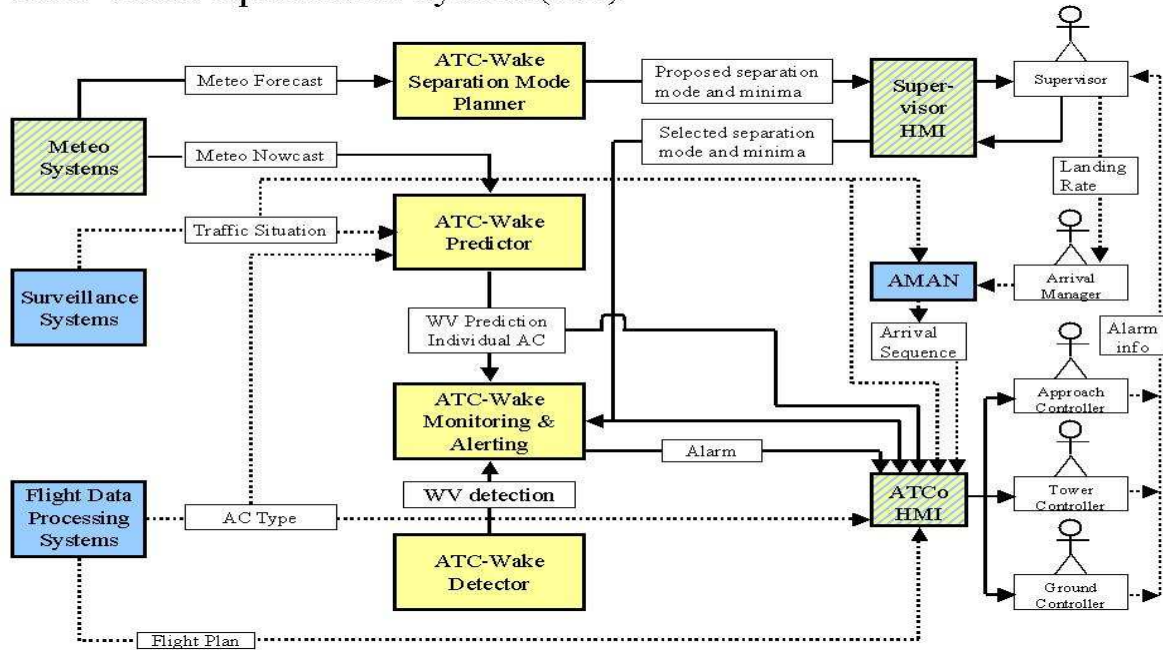 ATC-Wake
Separation Mode
Planner
Meteo Forecast
Proposed separation
mode and minima
Super-
visor
HMI
Supervisor
Meteo
Systems
Meteo Nowcast
Selected separation
mode and minima
Landing
Rate
Traffic Situation
ATC-Wake
Predictor
Surveillance
Systems
AMAN
Arrival
Manager
WV Prediction
Individual AC
Arrival
Sequence
Alarm
info
ATC-Wake
Monitoring &
Alerting
Approach
Controller
Alarm
Flight Data
Processing
Systems
WV detection
AC Type
ATCo
HMI
Tower
Controller
ATC-Wake
Detector
Ground
Controller
Flight Plan